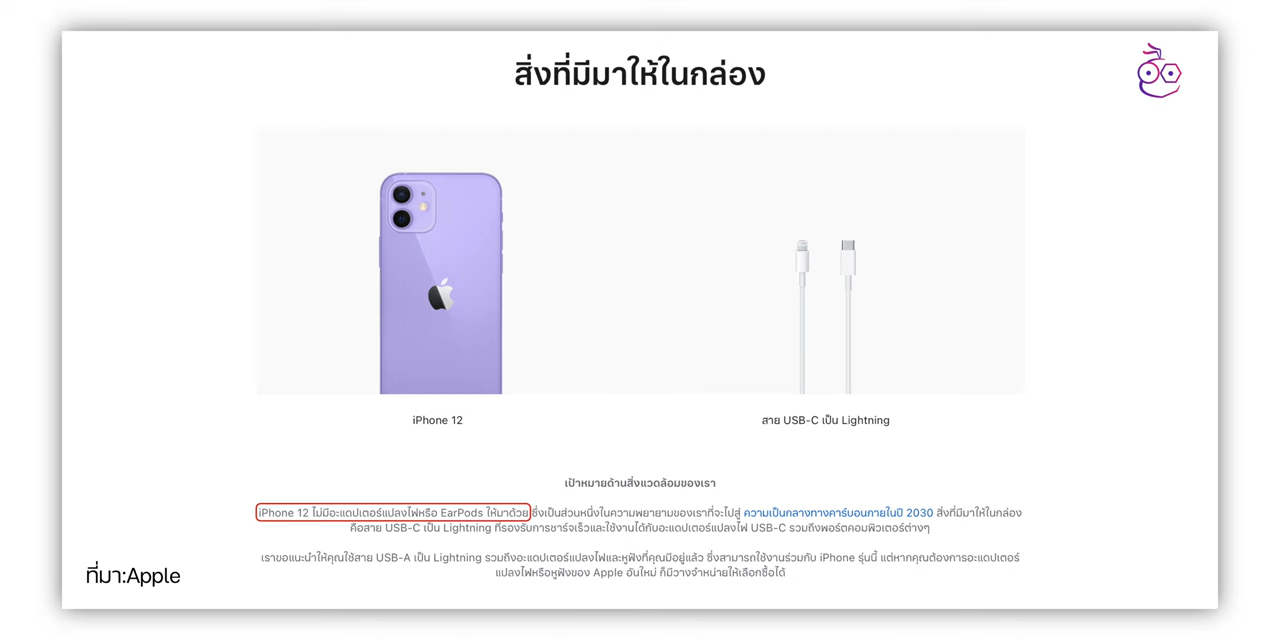 สิ่งที่มีมาให้ในกล่อง
iPhone 12
สาย USB-C เป็น Lightning
เป้าหมายด้านสิ่งแวดล้อมของเรา
iPhone 12 ไม่มีอะแดปเตอร์แปลงไฟหรือ EarPods ให้มาด้วย ซึ่งเป็นส่วนหนึ่งในความพยายามของเราที่จะไปสู่ ความเป็นกลางทางคาร์บอนภายในปี 2030 สิ่งที่มีมาให้ในกล่อง
คือสาย USB-C เป็น Lightning ที่รองรับการชาร์จเร็วและใช้งานได้กับอะแดปเตอร์แปลงไฟ USB-C รวมถึงพอร์ตคอมพิวเตอร์ต่างๆ
เราขอแนะนำให้คุณใช้สาย USB-A เป็น Lightning รวมถึงอะแดปเตอร์แปลงไฟและหูฟังที่คุณมีอยู่แล้ว ซึ่งสามารถใช้งานร่วมกับ iPhone รุ่นนี้ แต่หากคุณต้องการอะแดปเตอร์
แปลงไฟหรือหูฟังของ Apple อันใหม่ ก็มีวางจำหน่ายให้เลือกซื้อได้
ที่มา:Apple